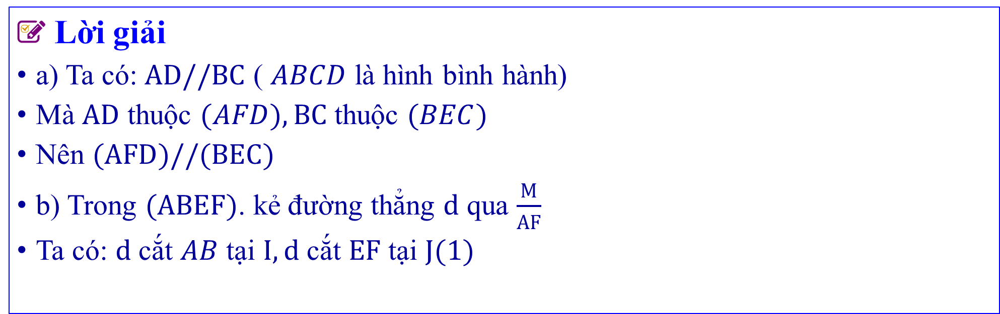 Lời giải
• a) Ta có: AD//BC ( ABCD là hình bình hành)
• Mà AD thuộc (AFD), BC thuộc (BEC)
• Nên (AFD)//(BEC)
• b) Trong (ABEF). kẻ đường thẳng d qua \frac{M}{AF}
• Ta có: d cắt AB tại I, d cắt EF tại J(1)